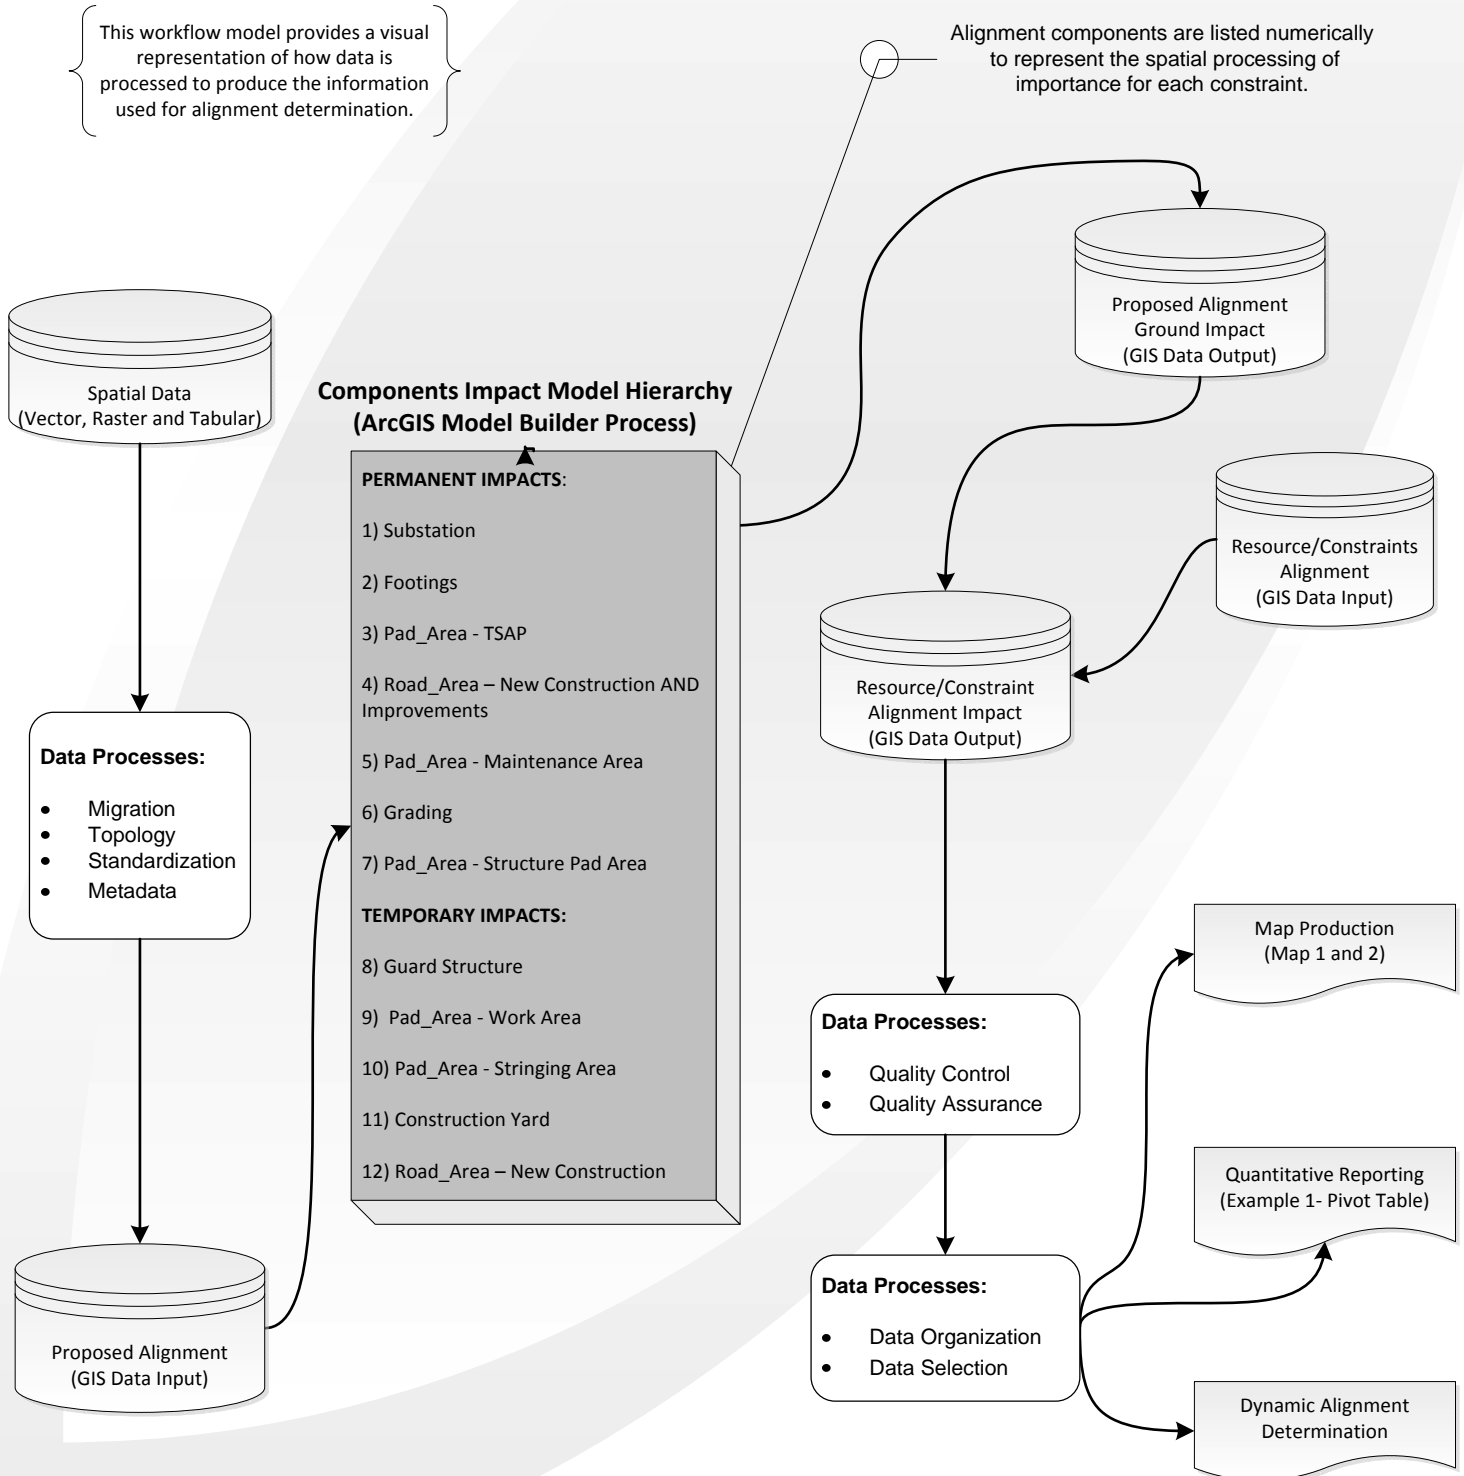 This workflow model provides a visual
representation of how data is
processed to produce the information
used for alignment determination.
Alignment components are listed numerically
to represent the spatial processing of
importance for each constraint.
Spatial Data
(Vector, Raster and Tabular)
Data Processes:
• Migration
• Topology
• Standardization
• Metadata
Proposed Alignment
(GIS Data Input)
Components Impact Model Hierarchy
(ArcGIS Model Builder Process)
PERMANENT IMPACTS:
1) Substation
2) Footings
3) Pad_Area - TSAP
4) Road_Area – New Construction AND
Improvements
5) Pad_Area - Maintenance Area
6) Grading
7) Pad_Area - Structure Pad Area
TEMPORARY IMPACTS:
8) Guard Structure
9) Pad_Area - Work Area
10) Pad_Area - Stringing Area
11) Construction Yard
12) Road_Area – New Construction
Proposed Alignment
Ground Impact
(GIS Data Output)
Resource/Constraints
Alignment
(GIS Data Input)
Resource/Constraint
Alignment Impact
(GIS Data Output)
Data Processes:
• Quality Control
• Quality Assurance
Data Processes:
• Data Organization
• Data Selection
Map Production
(Map 1 and 2)
Quantitative Reporting
(Example 1- Pivot Table)
Dynamic Alignment
Determination